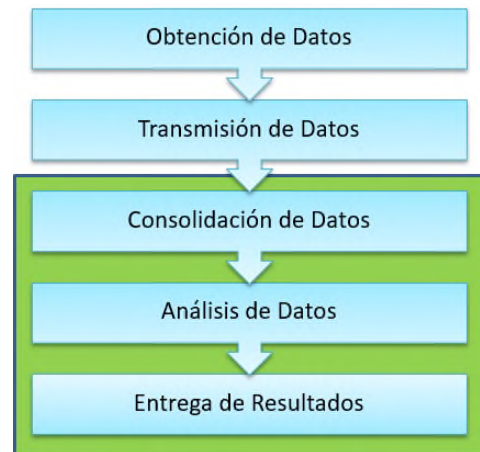 Obtención de Datos
Transmisión de Datos
Consolidación de Datos
Análisis de Datos
Entrega de Resultados